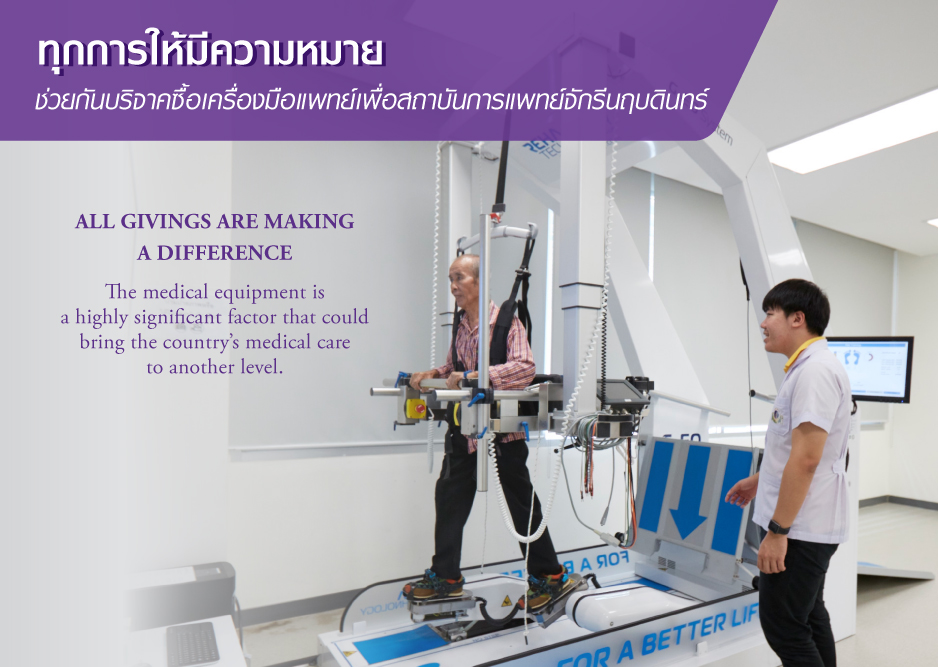 ทุกการให้มีความหมาย
ช่วยกันบริจาคซื้อเครื่องมือแพทย์เพื่อสถาบันการแพทย์จักรีนฤบดินทร์
ALL GIVINGS ARE MAKING
A DIFFERENCE
The medical equipment is
a highly significant factor that could
bring the country's medical care
to another level.
FOR A BETTER LIF